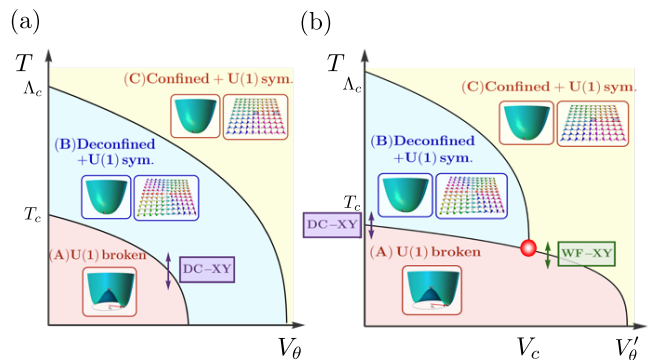 (a)
T
Λc
(C)Confined + U(1) sym.
(B)Deconfined
+U(1) sym.
Tc
(A)U(1) broken
DC−XY
Vθ
(b)
T
Λc
(C)Confined + U(1) sym.
(B)Deconfined
+U(1) sym.
Tc
DC−XY
(A) U(1) broken
WF−XY
Vc
V′θ